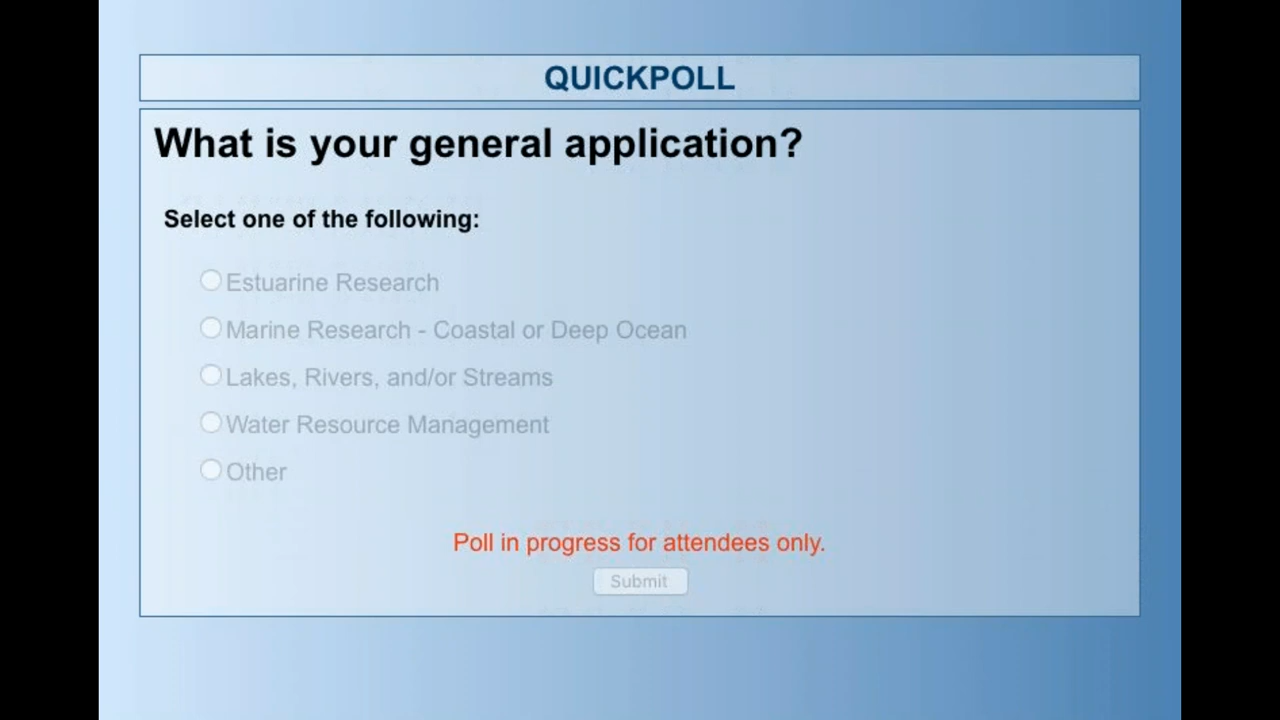 QUICKPOLL
What is your general application?
Select one of the following:
Estuarine Research
Marine Research - Coastal or Deep Ocean
Lakes, Rivers, and/or Streams
Water Resource Management
Other
Poll in progress for attendees only.
Submit